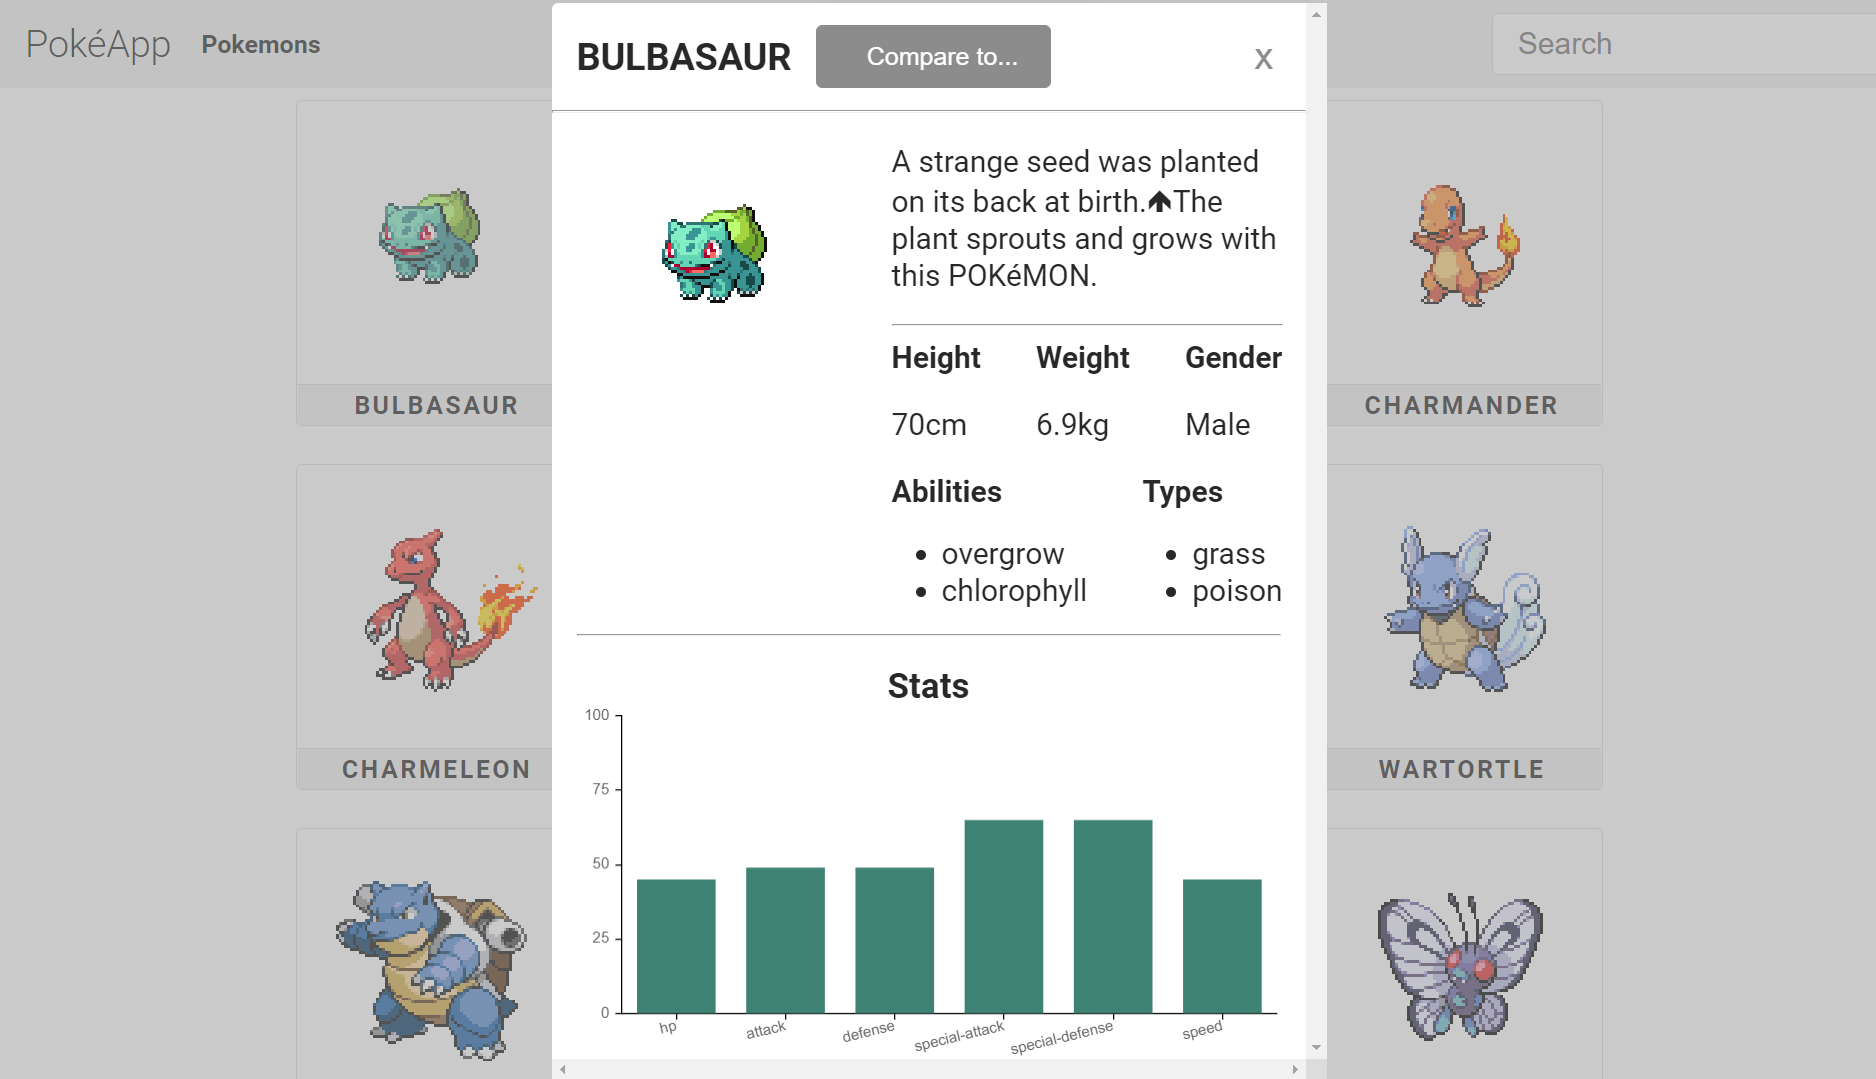 PokéApp Pokemons
Search
BULBASAUR Compare to... X
A strange seed was planted
on its back at birth.🡅The
plant sprouts and grows with
this POKéMON.
Height Weight Gender
70cm 6.9kg Male
Abilities Types
• overgrow • grass
• chlorophyll • poison
Stats
100
75
50
25
0
hp attack defense special-attack special-defense speed
BULBASAUR
CHARMANDER
CHARMELEON
WARTORTLE